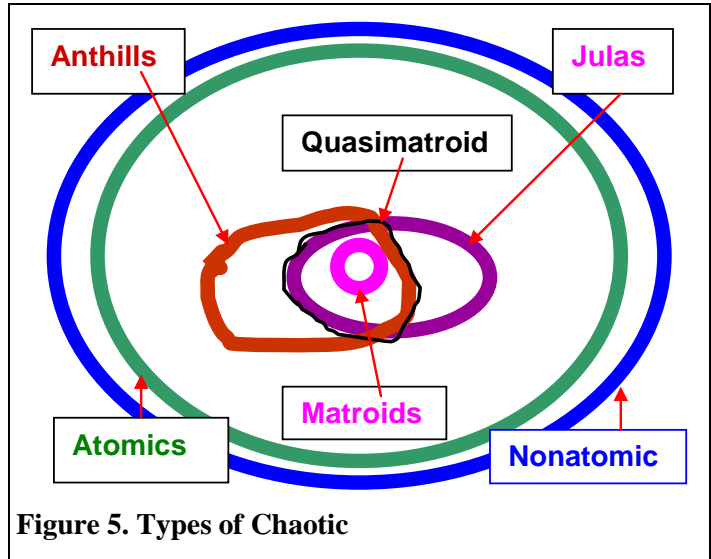 Anthills
Julas
Quasimatroid
Matroids
Atomics
Nonatomic
Figure 5. Types of Chaotic